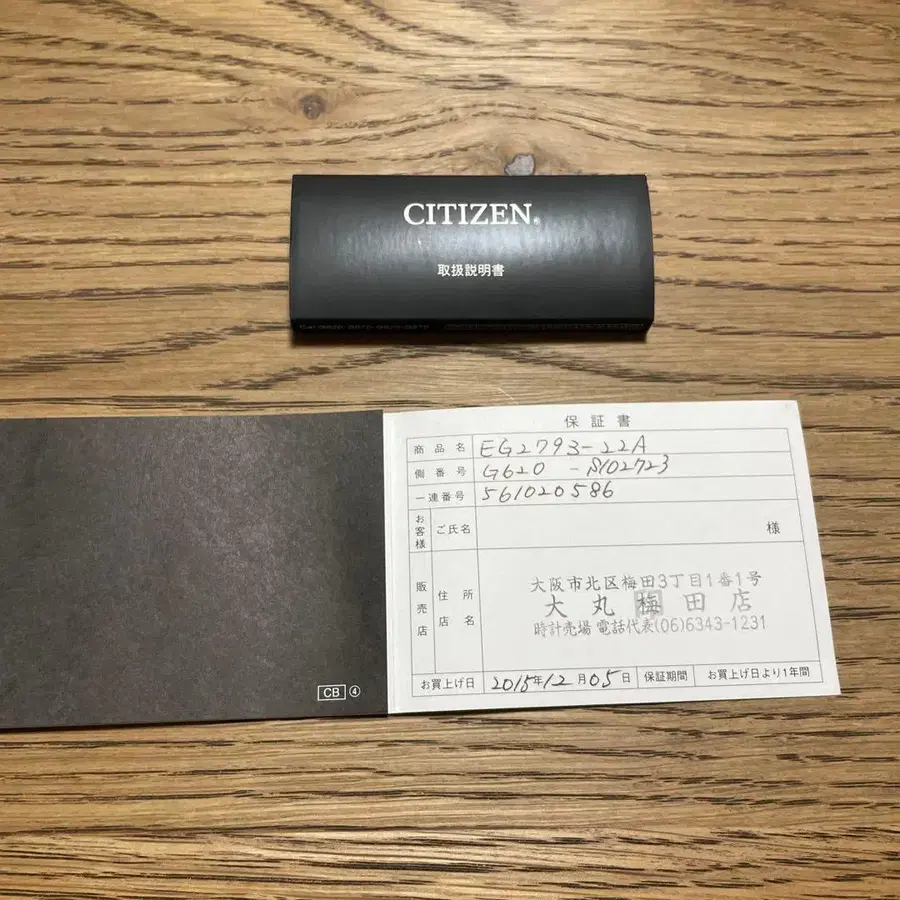 CITIZEN®
取扱説明書
保証書
商品名 EG2793-22A
側番号 G620 -S102723
一連番号 561020586
お客様 ご氏名 様
販売店 住所 店名
大阪市北区梅田3丁目1番1号
大丸梅田店
時計売場 電話代表(06)6343-1231
お買上げ日 2015年12月05日 保証期間 お買上げ日より1年間
CB ④